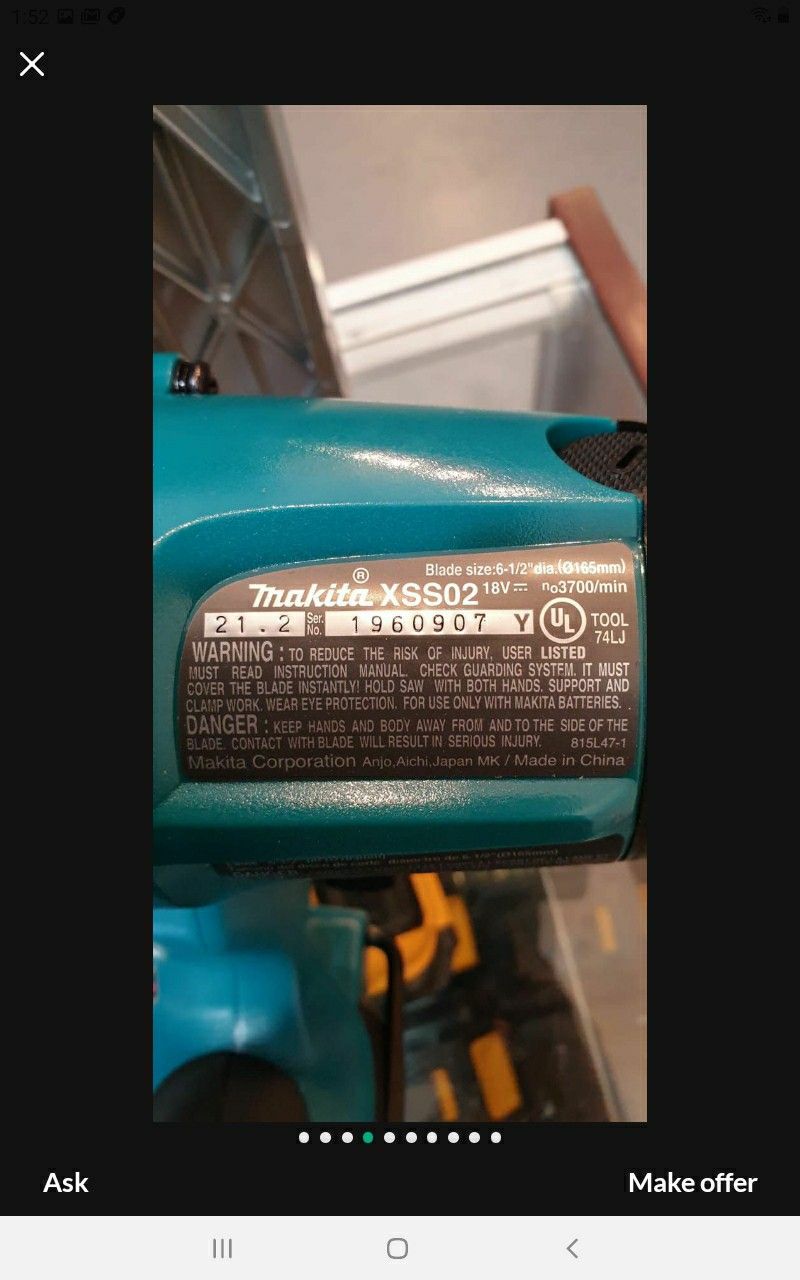 1:52
Blade size:6-1/2"dia.(Ø165mm)
makita® XSS02 18V⎓ no3700/min
21.2 Ser. No. 1960907 Y UL TOOL
74LJ
WARNING : TO REDUCE THE RISK OF INJURY, USER LISTED
MUST READ INSTRUCTION MANUAL. CHECK GUARDING SYSTEM. IT MUST
COVER THE BLADE INSTANTLY! HOLD SAW WITH BOTH HANDS. SUPPORT AND
CLAMP WORK. WEAR EYE PROTECTION. FOR USE ONLY WITH MAKITA BATTERIES.
DANGER : KEEP HANDS AND BODY AWAY FROM AND TO THE SIDE OF THE
BLADE. CONTACT WITH BLADE WILL RESULT IN SERIOUS INJURY. 815L47-1
Makita Corporation Anjo,Aichi,Japan MK / Made in China
Ask
Make offer